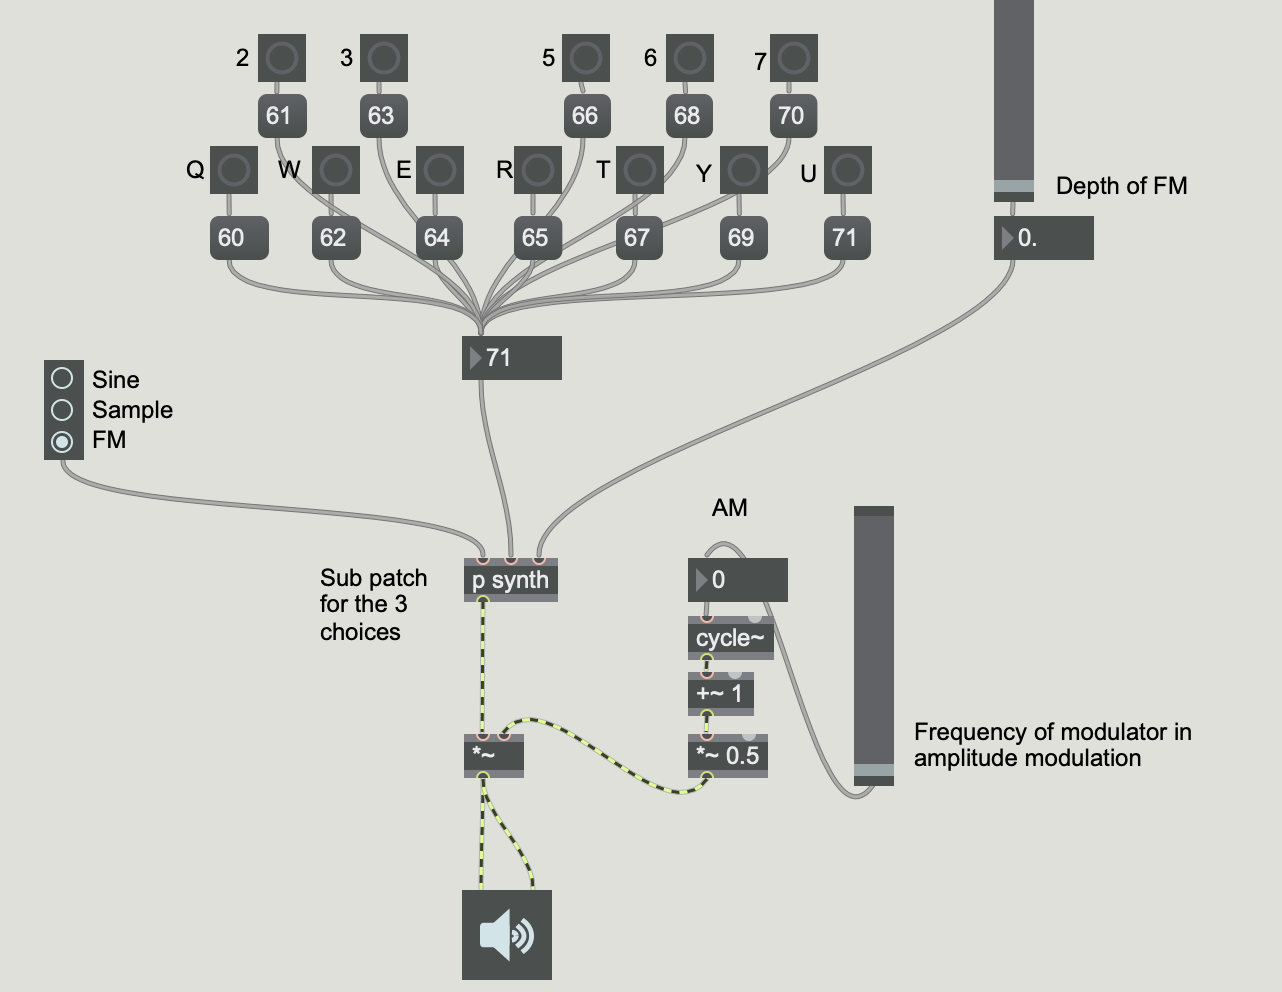 2
3
5
6
7
61
63
66
68
70
Q
W
E
R
T
Y
U
60
62
64
65
67
69
71
Depth of FM
0.
71
Sine
Sample
FM
AM
Sub patch
for the 3
choices
p synth
0
cycle~
+~ 1
*~
*~ 0.5
Frequency of modulator in
amplitude modulation